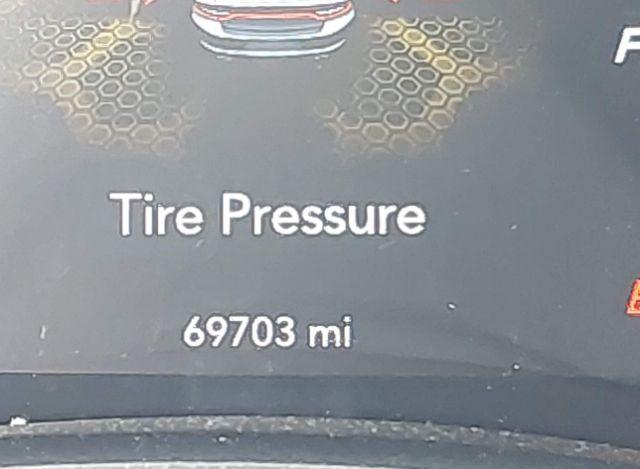 F
Tire Pressure
69703 mi